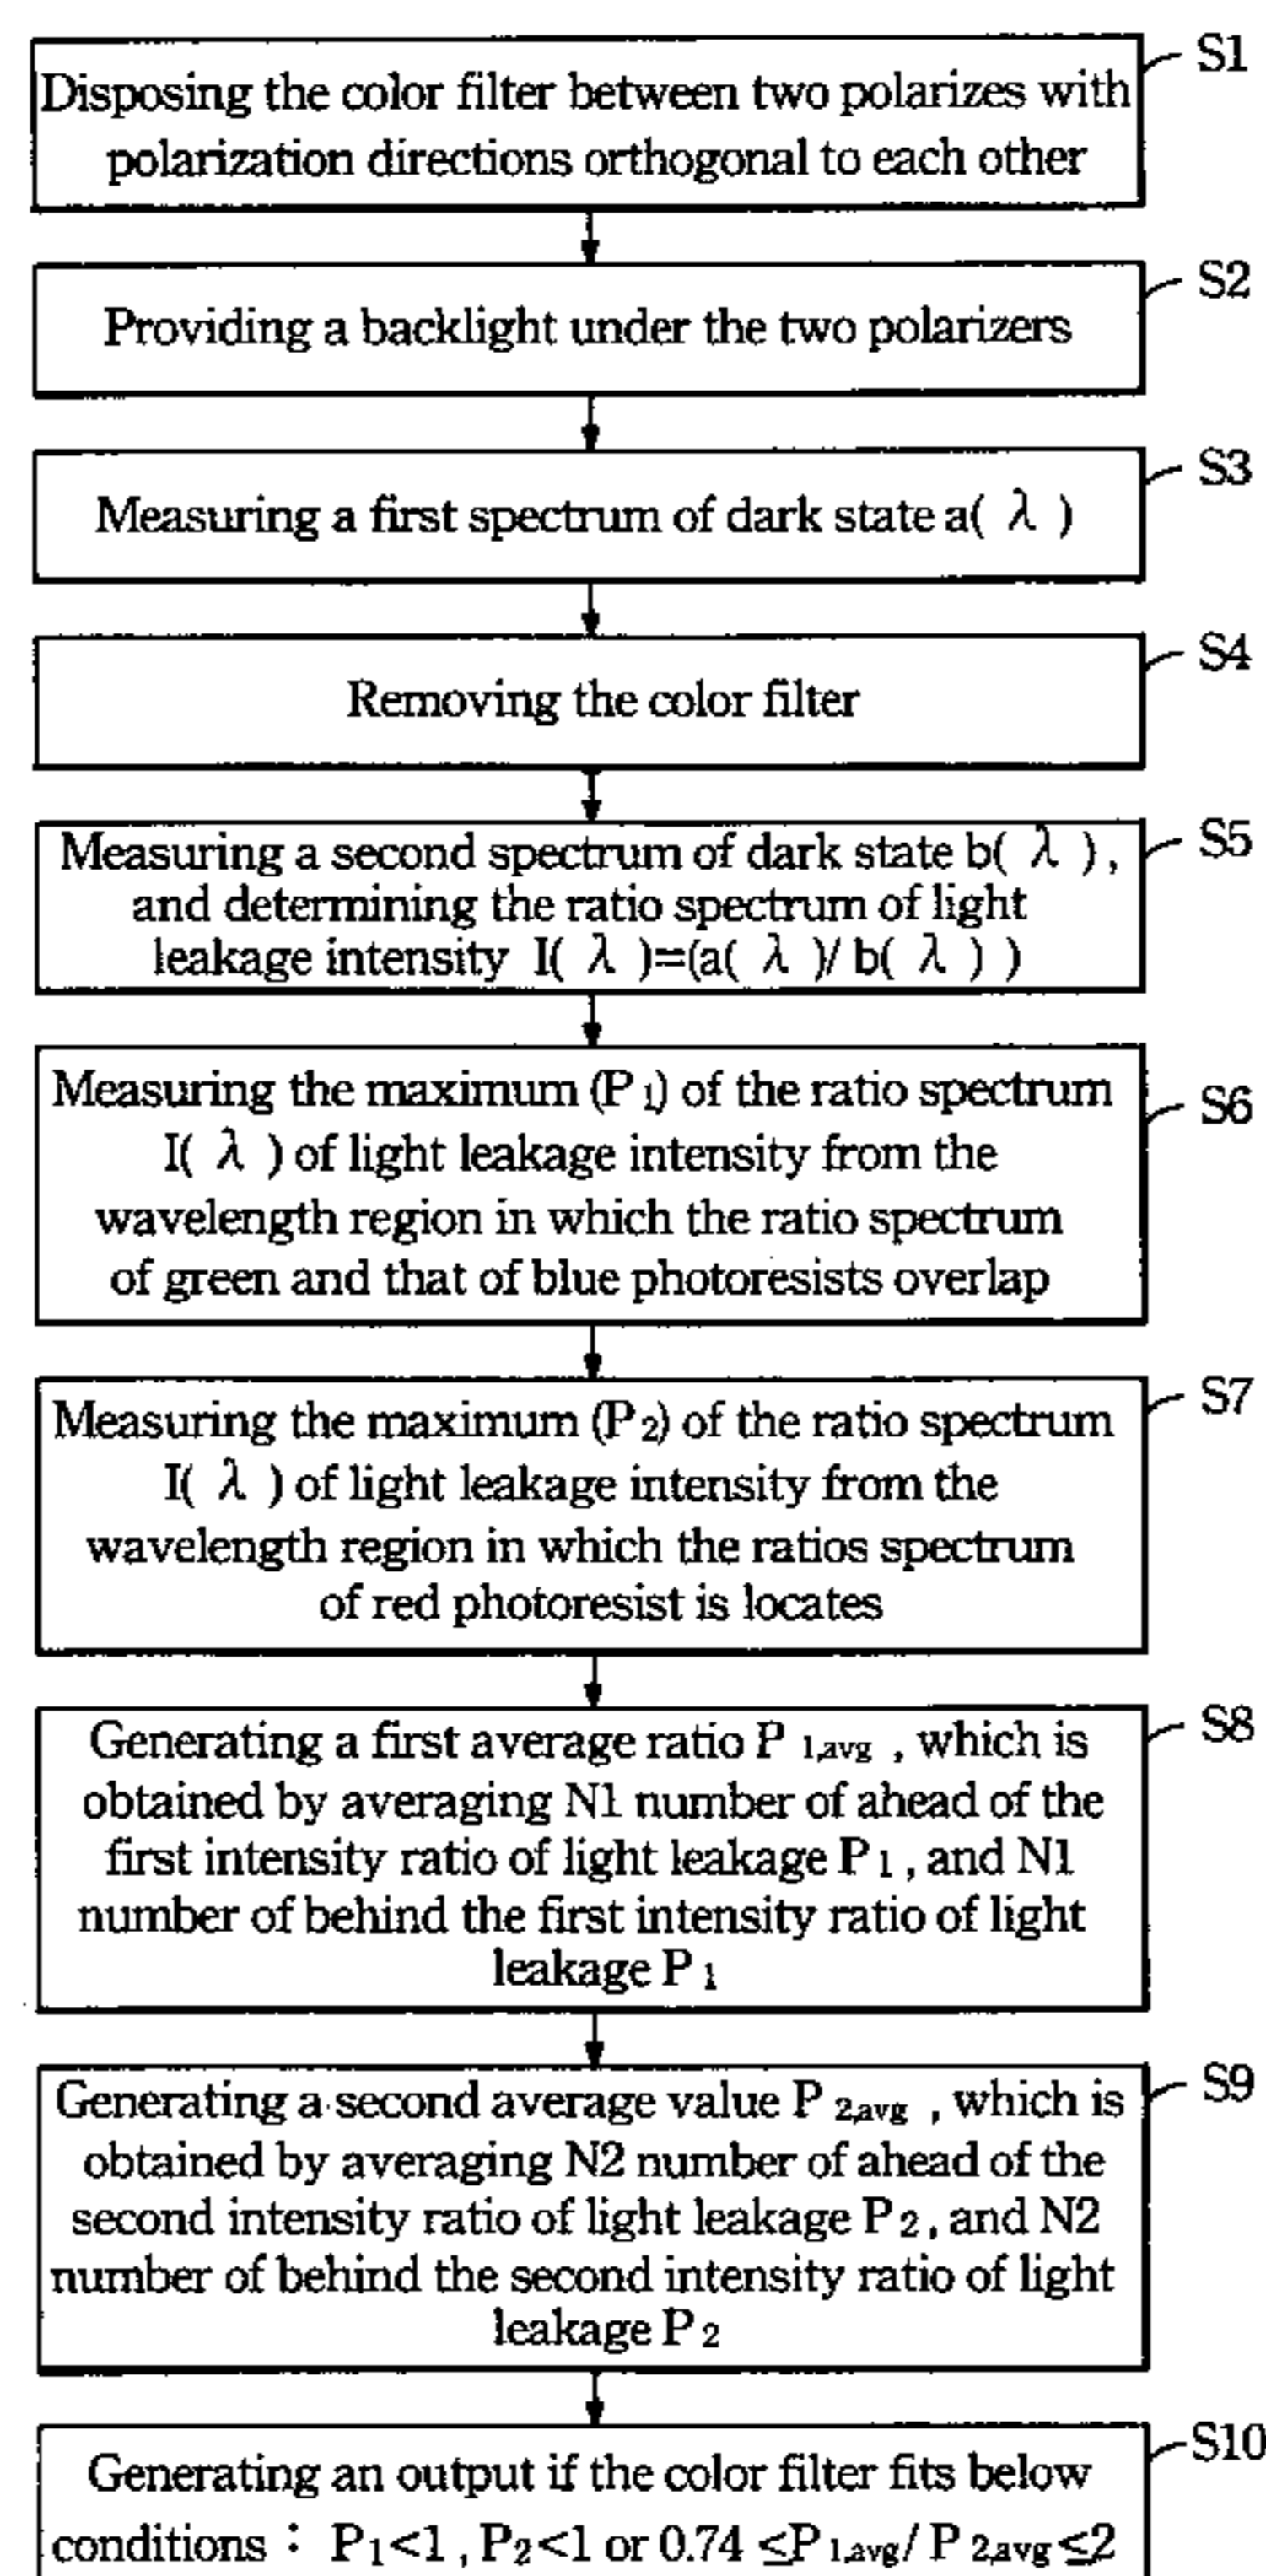 S1
Disposing the color filter between two polarizes with
polarization directions orthogonal to each other
S2
Providing a backlight under the two polarizers
S3
Measuring a first spectrum of dark state a( λ )
S4
Removing the color filter
S5
Measuring a second spectrum of dark state b( λ ),
and determining the ratio spectrum of light
leakage intensity I( λ )=(a( λ )/ b( λ ) )
S6
Measuring the maximum (P 1) of the ratio spectrum
I( λ ) of light leakage intensity from the
wavelength region in which the ratio spectrum
of green and that of blue photoresists overlap
S7
Measuring the maximum (P 2) of the ratio spectrum
I( λ ) of light leakage intensity from the
wavelength region in which the ratios spectrum
of red photoresist is locates
S8
Generating a first average ratio P 1,avg , which is
obtained by averaging N1 number of ahead of the
first intensity ratio of light leakage P 1 , and N1
number of behind the first intensity ratio of light
leakage P 1
S9
Generating a second average value P 2,avg , which is
obtained by averaging N2 number of ahead of the
second intensity ratio of light leakage P 2 , and N2
number of behind the second intensity ratio of light
leakage P 2
S10
Generating an output if the color filter fits below
conditions : P1<1 , P2<1 or 0.74 ≤P 1,avg/ P 2,avg ≤2